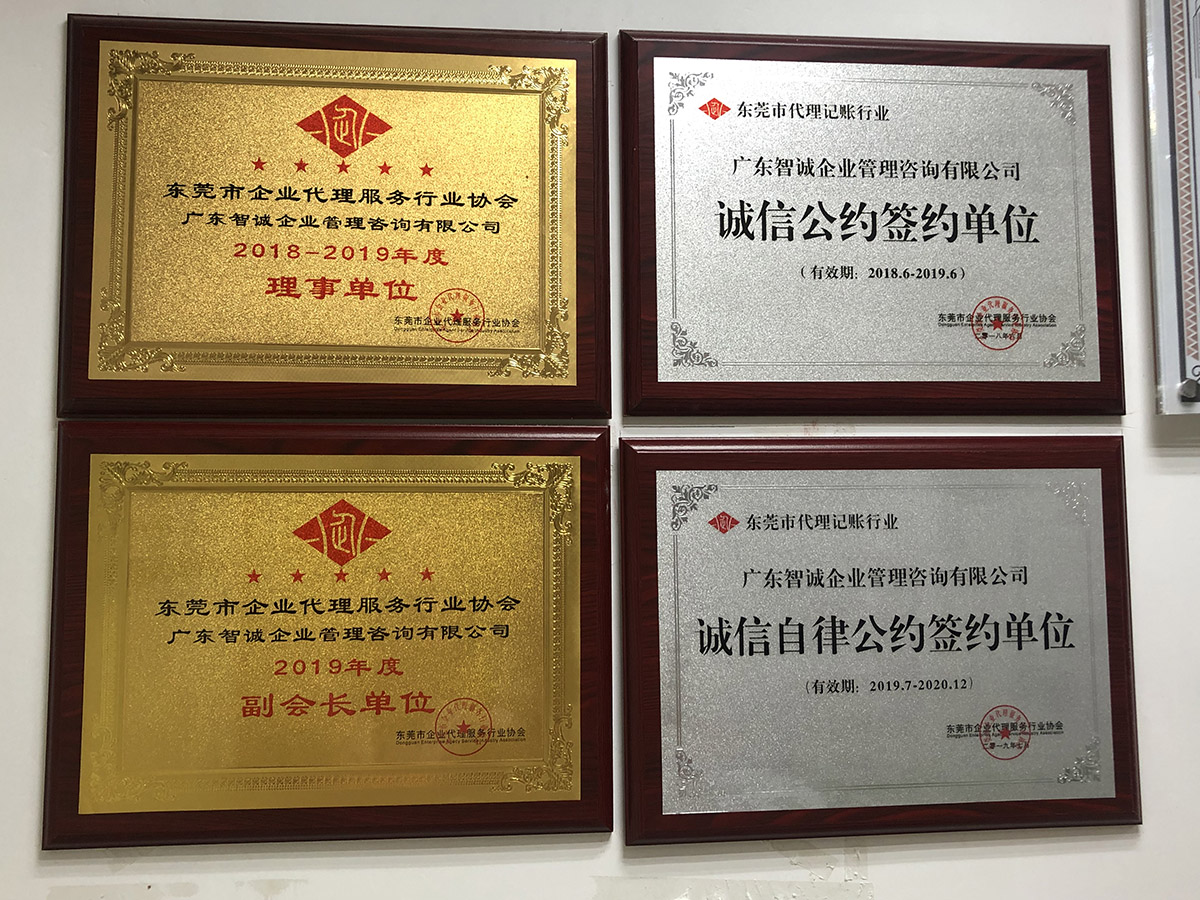 东莞市企业代理服务行业协会
广东智诚企业管理咨询有限公司
2018-2019年度
理事单位
东莞市企业代理服务行业协会
东莞市代理记账行业
广东智诚企业管理咨询有限公司
诚信公约签约单位
(有效期：2018.6-2019.6)
东莞市企业代理服务行业协会
东莞市企业代理服务行业协会
广东智诚企业管理咨询有限公司
2019年度
副会长单位
东莞市企业代理服务行业协会
东莞市代理记账行业
广东智诚企业管理咨询有限公司
诚信自律公约签约单位
(有效期：2019.7-2020.12)
东莞市企业代理服务行业协会
二零一九年七月